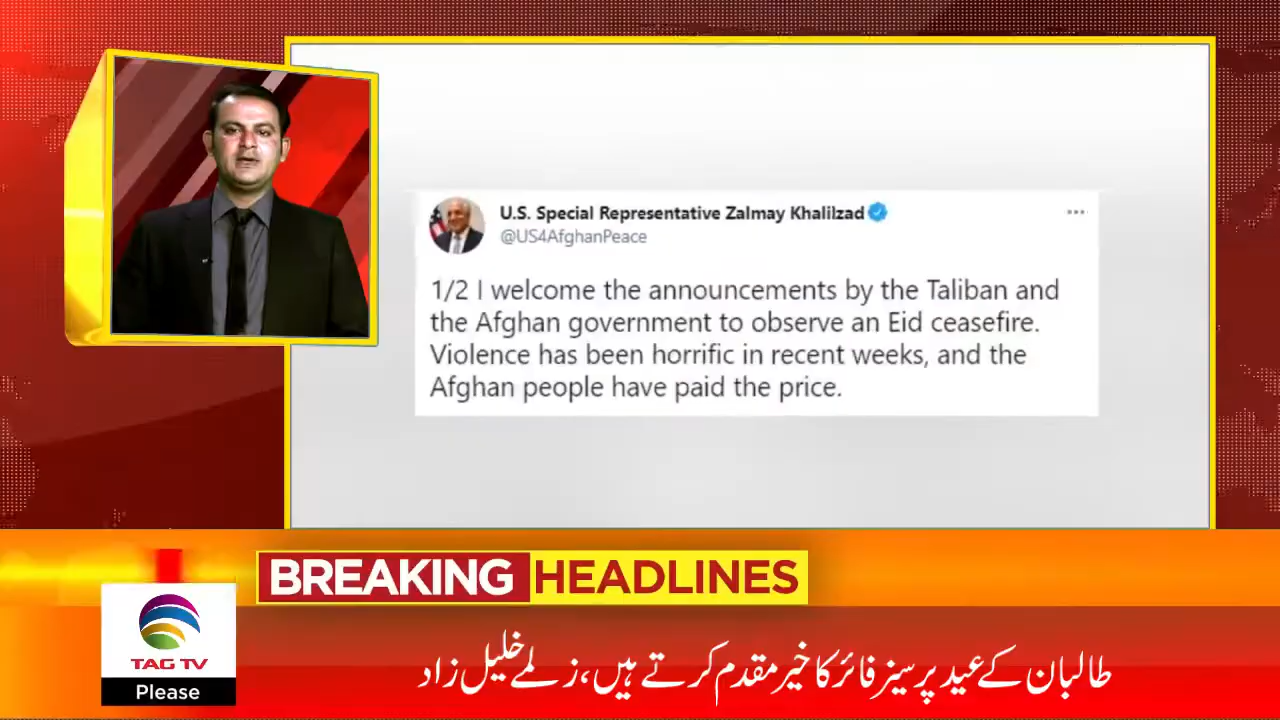 U.S. Special Representative Zalmay Khalilzad
@US4AfghanPeace
1/2 I welcome the announcements by the Taliban and
the Afghan government to observe an Eid ceasefire.
Violence has been horrific in recent weeks, and the
Afghan people have paid the price.
BREAKING HEADLINES
TAG TV
Please
طالبان کے عید پر سیز فائر کا خیر مقدم کرتے ہیں، زلمے خلیل زاد